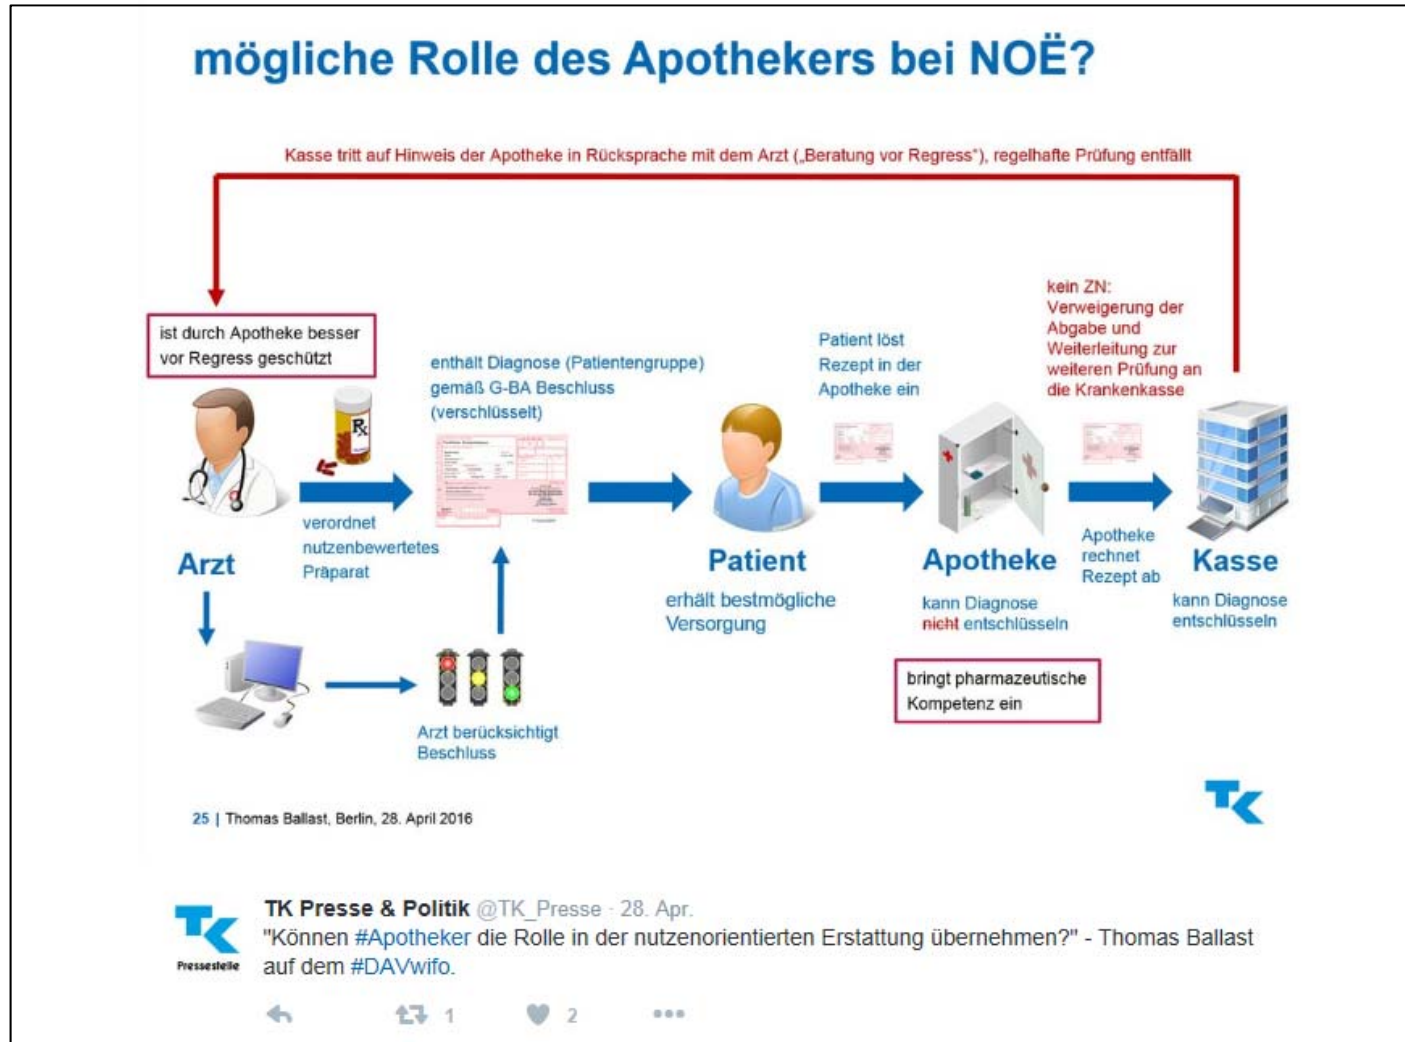 mögliche Rolle des Apothekers bei NOË?
Kasse tritt auf Hinweis der Apotheke in Rücksprache mit dem Arzt („Beratung vor Regress“), regelhafte Prüfung entfällt
ist durch Apotheke besser
vor Regress geschützt
enthält Diagnose (Patientengruppe)
gemäß G-BA Beschluss
(verschlüsselt)
Patient löst
Rezept in der
Apotheke ein
kein ZN:
Verweigerung der
Abgabe und
Weiterleitung zur
weiteren Prüfung an
die Krankenkasse
Rx
Arzt
verordnet
nutzenbewertetes
Präparat
Patient
erhält bestmögliche
Versorgung
Apotheke
kann Diagnose
nicht entschlüsseln
Apotheke
rechnet
Rezept ab
Kasse
kann Diagnose
entschlüsseln
bringt pharmazeutische
Kompetenz ein
Arzt berücksichtigt
Beschluss
TK
25 | Thomas Ballast, Berlin, 28. April 2016
TK
Pressestelle
TK Presse & Politik @TK_Presse · 28. Apr.
"Können #Apotheker die Rolle in der nutzenorientierten Erstattung übernehmen?" - Thomas Ballast
auf dem #DAVwifo.
1
2